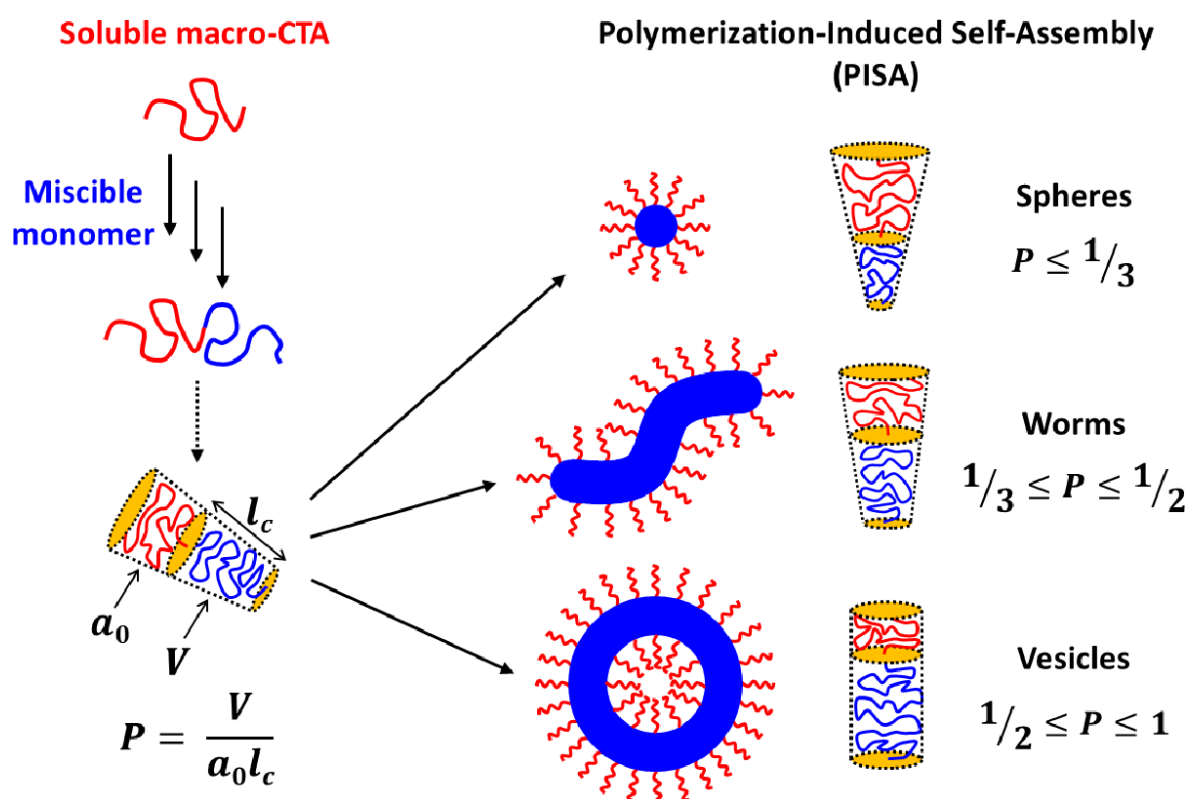 Soluble macro-CTA
Miscible
monomer
l_c
a_0
V
P = V / a_0 l_c
Polymerization-Induced Self-Assembly
(PISA)
Spheres
P ≤ 1/3
Worms
1/3 ≤ P ≤ 1/2
Vesicles
1/2 ≤ P ≤ 1